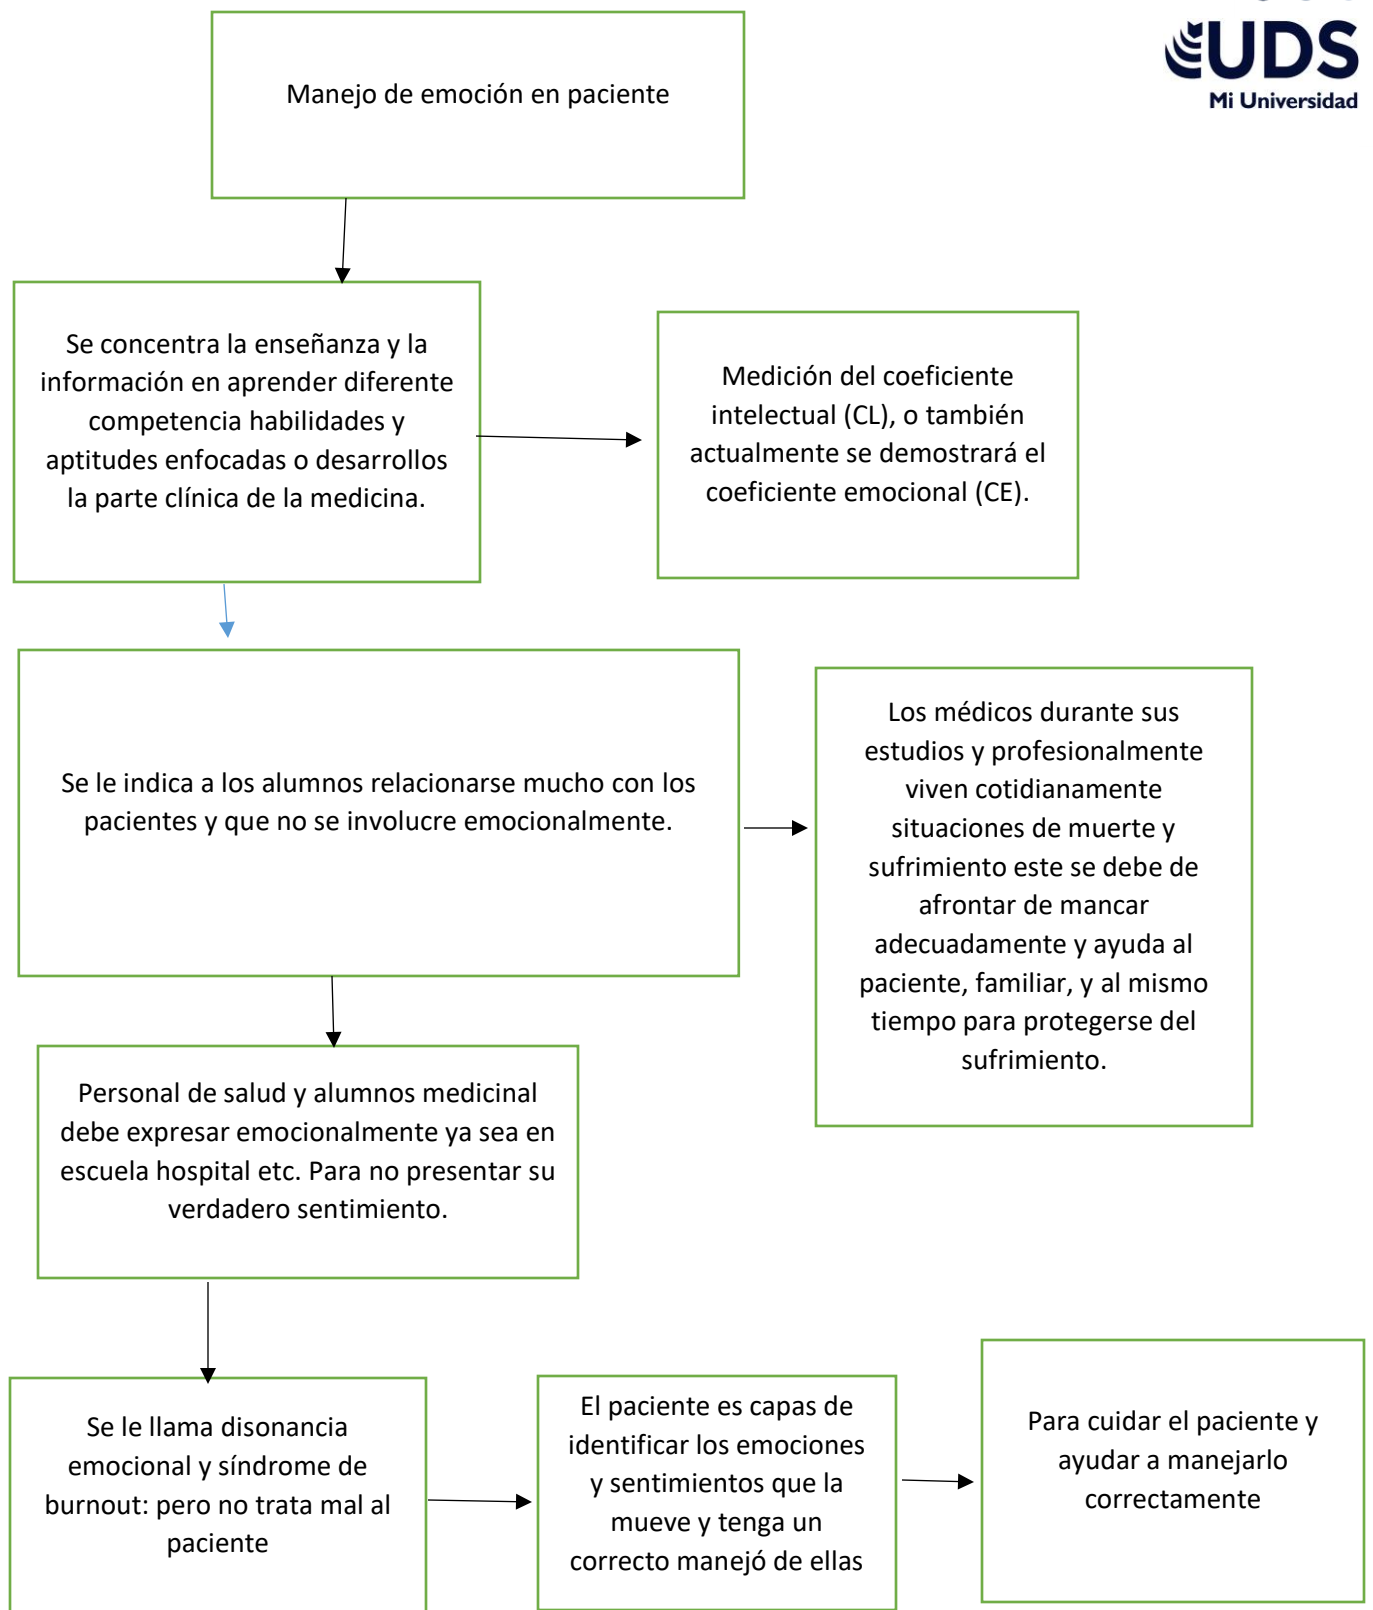 UDS
Mi Universidad
Manejo de emoción en paciente
Se concentra la enseñanza y la
información en aprender diferente
competencia habilidades y
aptitudes enfocadas o desarrollos
la parte clínica de la medicina.
Medición del coeficiente
intelectual (CL), o también
actualmente se demostrará el
coeficiente emocional (CE).
Se le indica a los alumnos relacionarse mucho con los
pacientes y que no se involucre emocionalmente.
Los médicos durante sus
estudios y profesionalmente
viven cotidianamente
situaciones de muerte y
sufrimiento este se debe de
afrontar de mancar
adecuadamente y ayuda al
paciente, familiar, y al mismo
tiempo para protegerse del
sufrimiento.
Personal de salud y alumnos medicinal
debe expresar emocionalmente ya sea en
escuela hospital etc. Para no presentar su
verdadero sentimiento.
Se le llama disonancia
emocional y síndrome de
burnout: pero no trata mal al
paciente
El paciente es capas de
identificar los emociones
y sentimientos que la
mueve y tenga un
correcto manejó de ellas
Para cuidar el paciente y
ayudar a manejarlo
correctamente